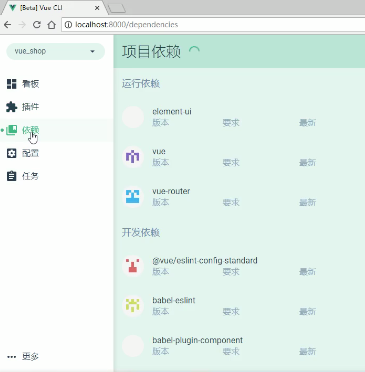 [Beta] Vue CLI
localhost:8000/dependencies
vue_shop
项目依赖
看板
插件
依赖
配置
任务
更多
运行依赖
element-ui
版本 要求 最新
vue
版本 要求 最新
vue-router
版本 要求 最新
开发依赖
@vue/eslint-config-standard
版本 要求 最新
babel-eslint
版本 要求 最新
babel-plugin-component
版本 要求 最新